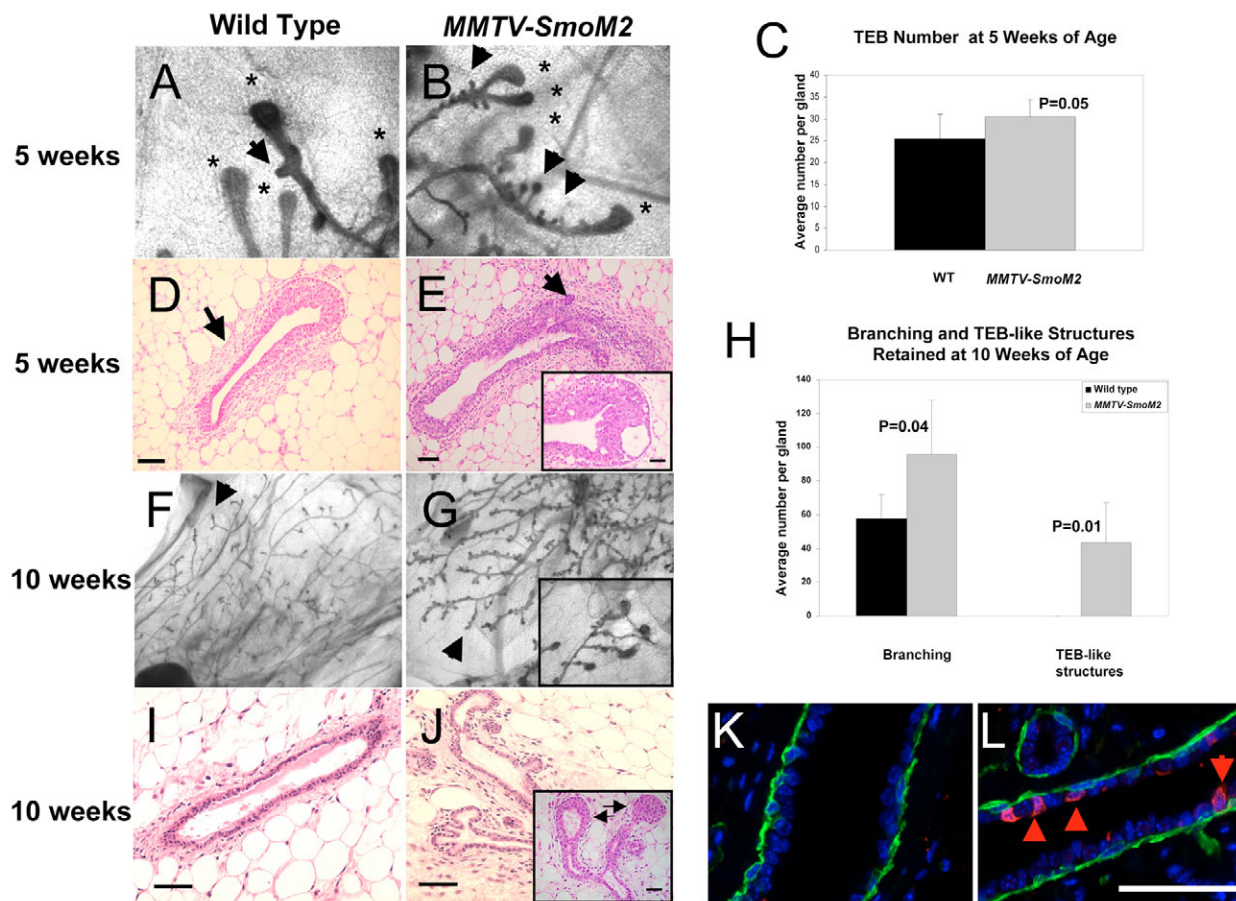 Wild Type
MMTV-SmoM2
5 weeks
A
*
*
*
*
B
*
*
*
*
C
TEB Number at 5 Weeks of Age
Average number per gland
40
35
30
25
20
15
10
5
0
P=0.05
WT
MMTV-SmoM2
5 weeks
D
E
10 weeks
F
G
H
Branching and TEB-like Structures
Retained at 10 Weeks of Age
Average number per gland
140
120
100
80
60
40
20
0
Wild type
MMTV-SmoM2
P=0.04
P=0.01
Branching
TEB-like
structures
10 weeks
I
J
K
L